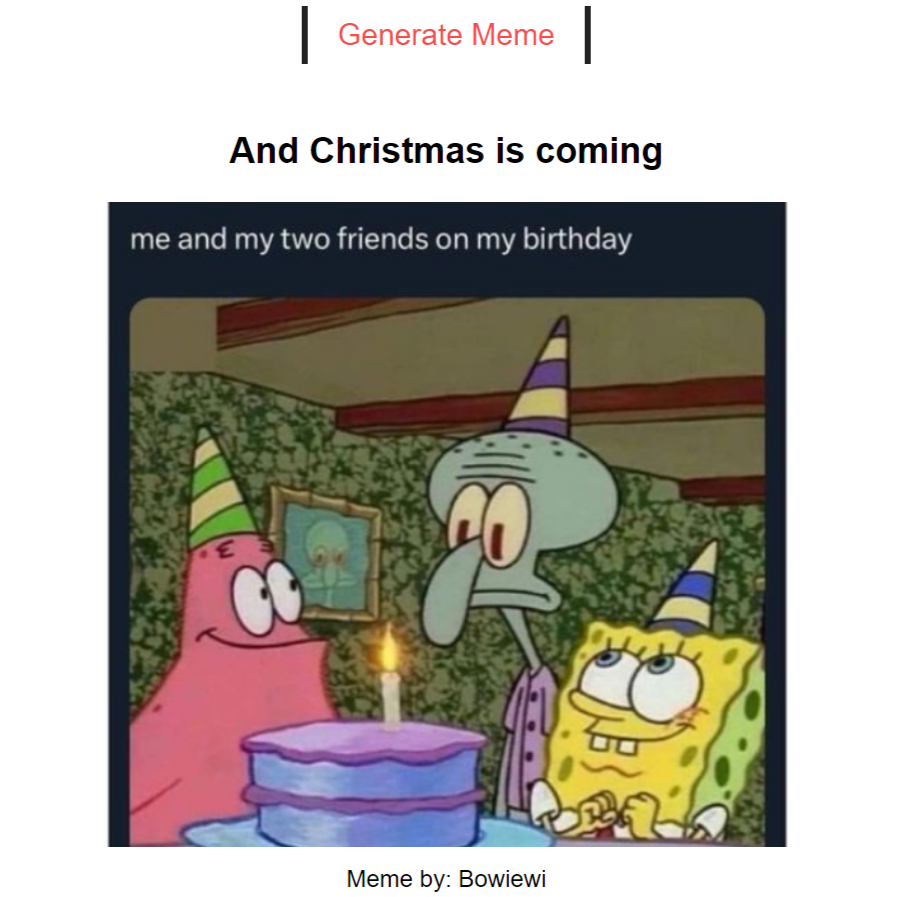 Generate Meme
And Christmas is coming
me and my two friends on my birthday
Meme by: Bowiewi